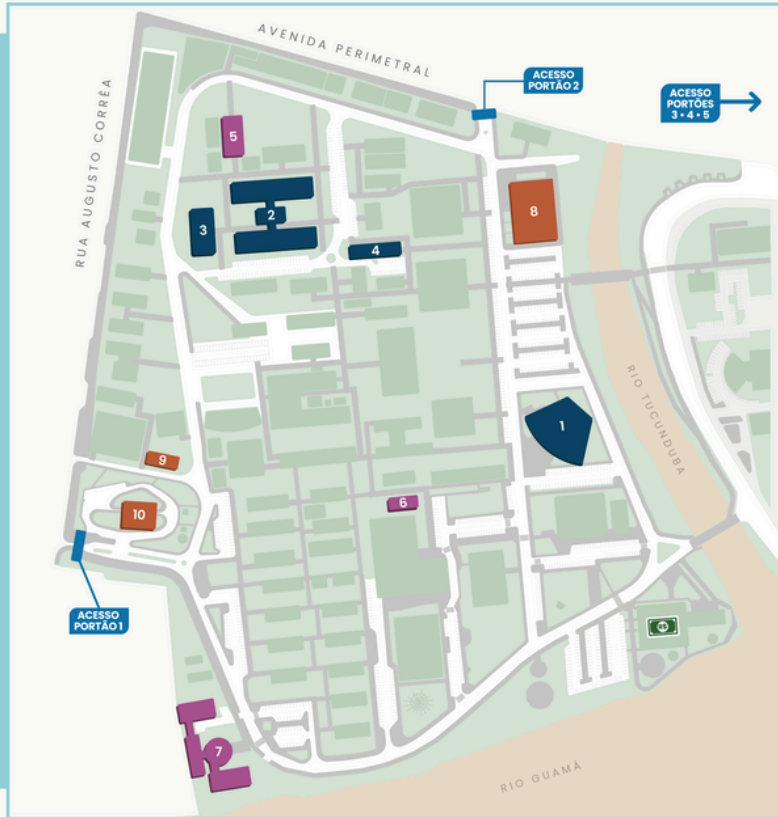 AVENIDA PERIMETRAL
ACESSO
PORTÃO 2
ACESSO
PORTÕES
3 • 4 • 5
RUA AUGUSTO CORRÊA
5
2
3
8
4
RIO TUCUNDUBA
1
9
6
10
ACESSO
PORTÃO 1
R$
7
RIO GUAMÁ